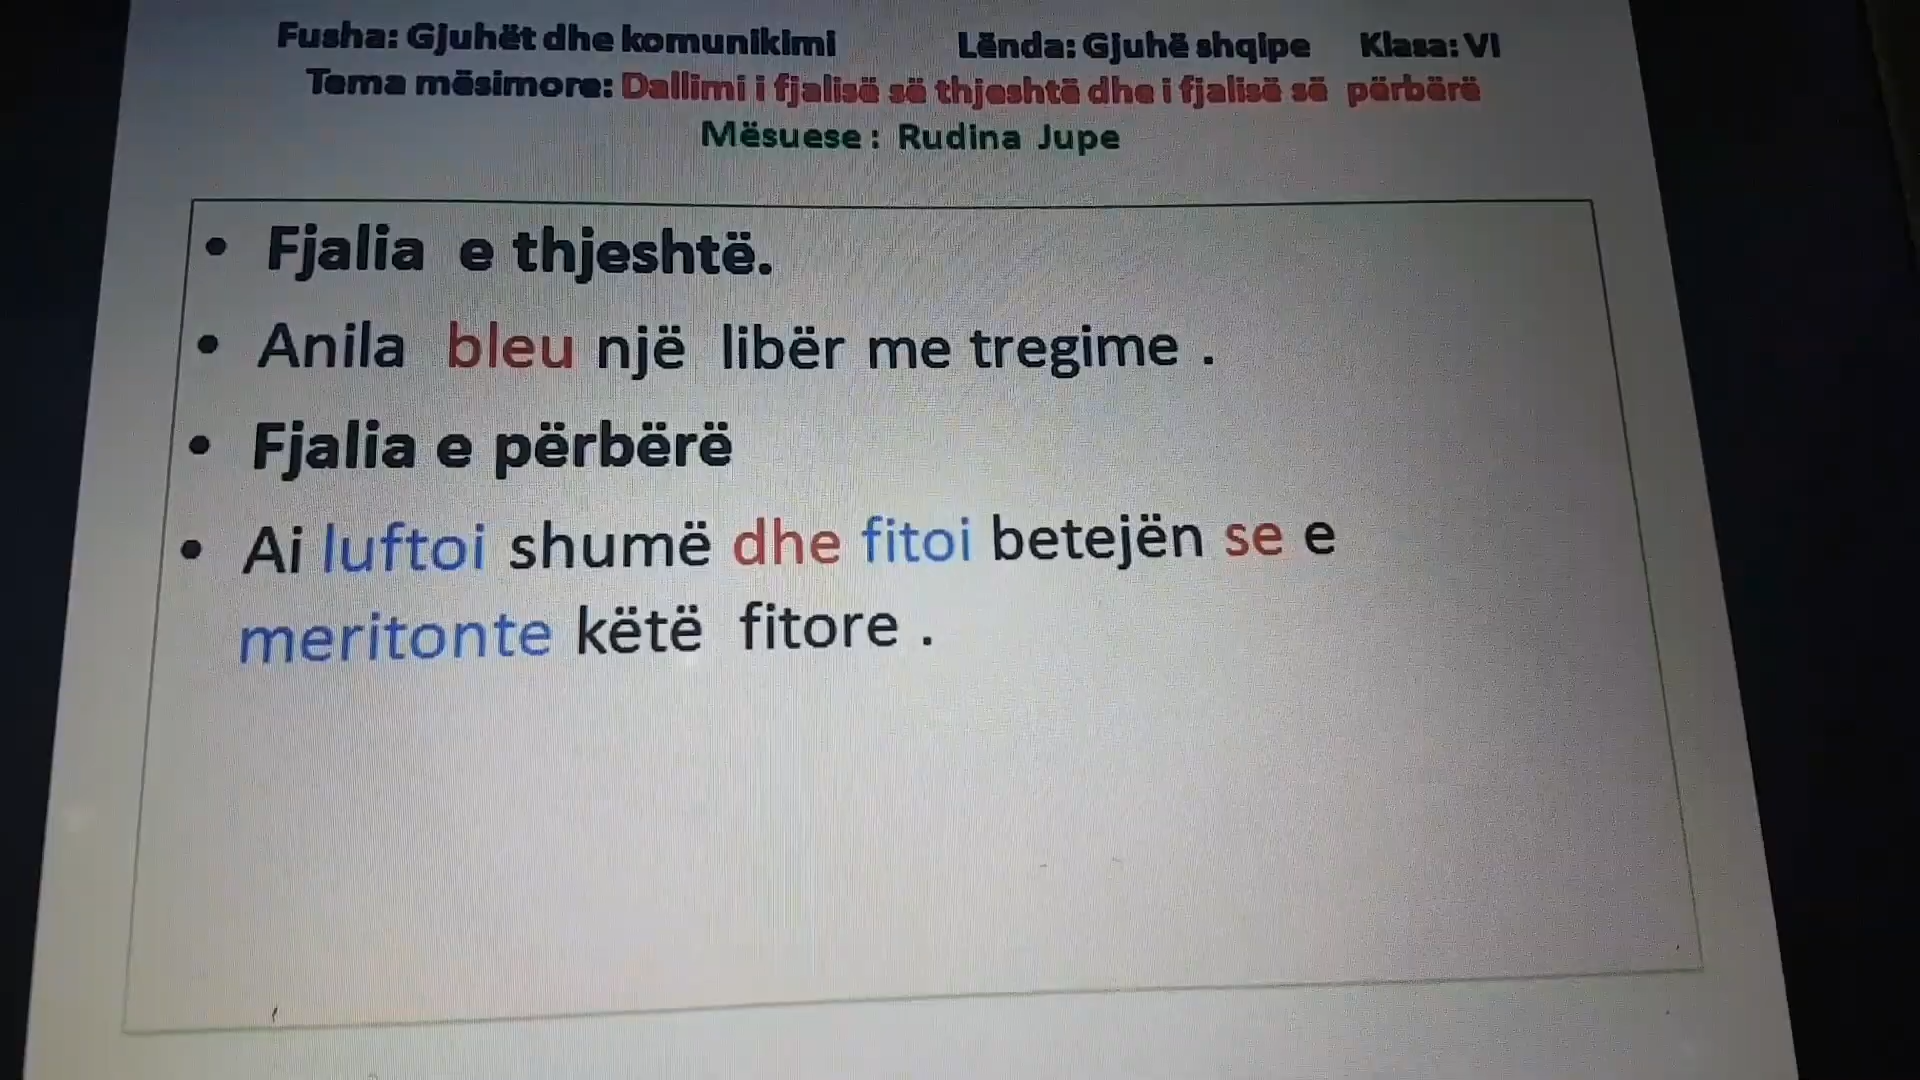 Fusha: Gjuhët dhe komunikimi Lënda: Gjuhë shqipe Klasa: VI
Tema mësimore: Dallimi i fjalisë së thjeshtë dhe i fjalisë së përbërë
Mësuese : Rudina Jupe
• Fjalia e thjeshtë.
• Anila bleu një libër me tregime .
• Fjalia e përbërë
• Ai luftoi shumë dhe fitoi betejën se e
meritonte këtë fitore .